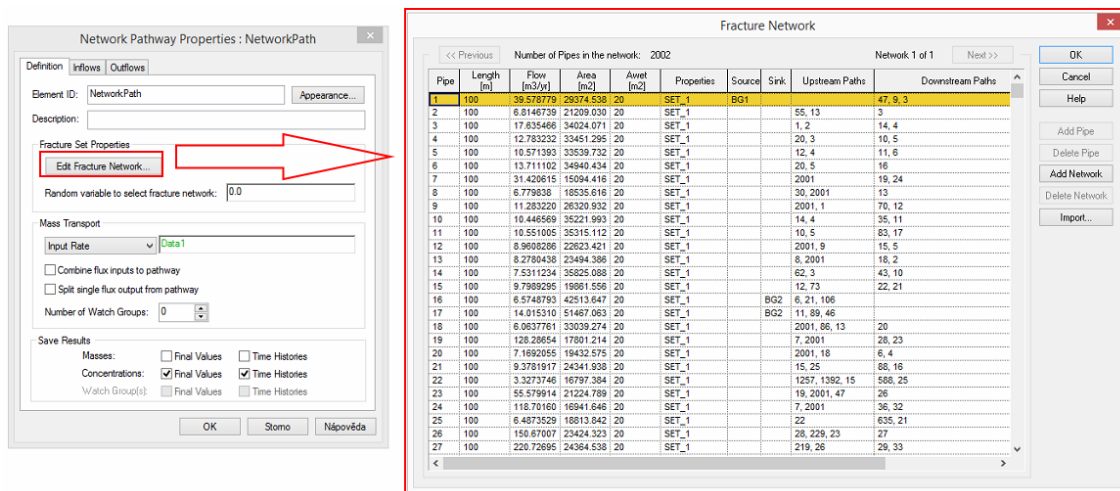 Network Pathway Properties : NetworkPath
Definition Inflows Outflows
Element ID: NetworkPath Appearance...
Description:
Fracture Set Properties
Edit Fracture Network...
Random variable to select fracture network: 0.0
Mass Transport
Input Rate Data1
Combine flux inputs to pathway
Split single flux output from pathway
Number of Watch Groups: 0
Save Results
Masses: Final Values Time Histories
Concentrations: Final Values Time Histories
Watch Group(s): Final Values Time Histories
OK Storno Nápověda
Fracture Network
<< Previous Number of Pipes in the network: 2002 Network 1 of 1 Next >>
OK
Cancel
Help
Add Pipe
Delete Pipe
Add Network
Delete Network
Import...
Pipe Length [m] Flow [m3/yr] Area [m2] Awet [m2] Properties Source Sink Upstream Paths Downstream Paths
1 100 39.578779 29374.538 20 SET_1 BG1 47, 9, 3
2 100 6.8146739 21209.030 20 SET_1 55, 13 3
3 100 17.635466 34024.071 20 SET_1 1, 2 14, 4
4 100 12.783232 33451.295 20 SET_1 20, 3 10, 5
5 100 10.571393 33539.732 20 SET_1 12, 4 11, 6
6 100 13.711102 34940.434 20 SET_1 20, 5 16
7 100 31.420615 15094.416 20 SET_1 2001 19, 24
8 100 6.779838 18535.616 20 SET_1 30, 2001 13
9 100 11.283220 26320.932 20 SET_1 2001, 1 70, 12
10 100 10.446569 35221.993 20 SET_1 14, 4 35, 11
11 100 10.551005 35315.112 20 SET_1 10, 5 83, 17
12 100 8.9608286 22623.421 20 SET_1 2001, 9 15, 5
13 100 8.2780438 23494.386 20 SET_1 8, 2001 18, 2
14 100 7.5311234 35825.088 20 SET_1 62, 3 43, 10
15 100 9.7989295 19861.556 20 SET_1 12, 73 22, 21
16 100 6.5748793 42513.647 20 SET_1 BG2 6, 21, 106
17 100 14.015310 51467.063 20 SET_1 BG2 11, 89, 46
18 100 6.0637761 33039.274 20 SET_1 2001, 86, 13 20
19 100 128.28654 17801.214 20 SET_1 7, 2001 28, 23
20 100 7.1692055 19432.575 20 SET_1 2001, 18 6, 4
21 100 9.3781917 24341.938 20 SET_1 15, 25 88, 16
22 100 3.3273746 16797.384 20 SET_1 1257, 1392, 15 588, 25
23 100 55.579914 21224.789 20 SET_1 19, 2001, 47 26
24 100 118.70160 16941.646 20 SET_1 7, 2001 36, 32
25 100 6.4873529 18813.842 20 SET_1 22 635, 21
26 100 150.67007 23424.323 20 SET_1 28, 229, 23 27
27 100 220.72695 24364.538 20 SET_1 219, 26 29, 33